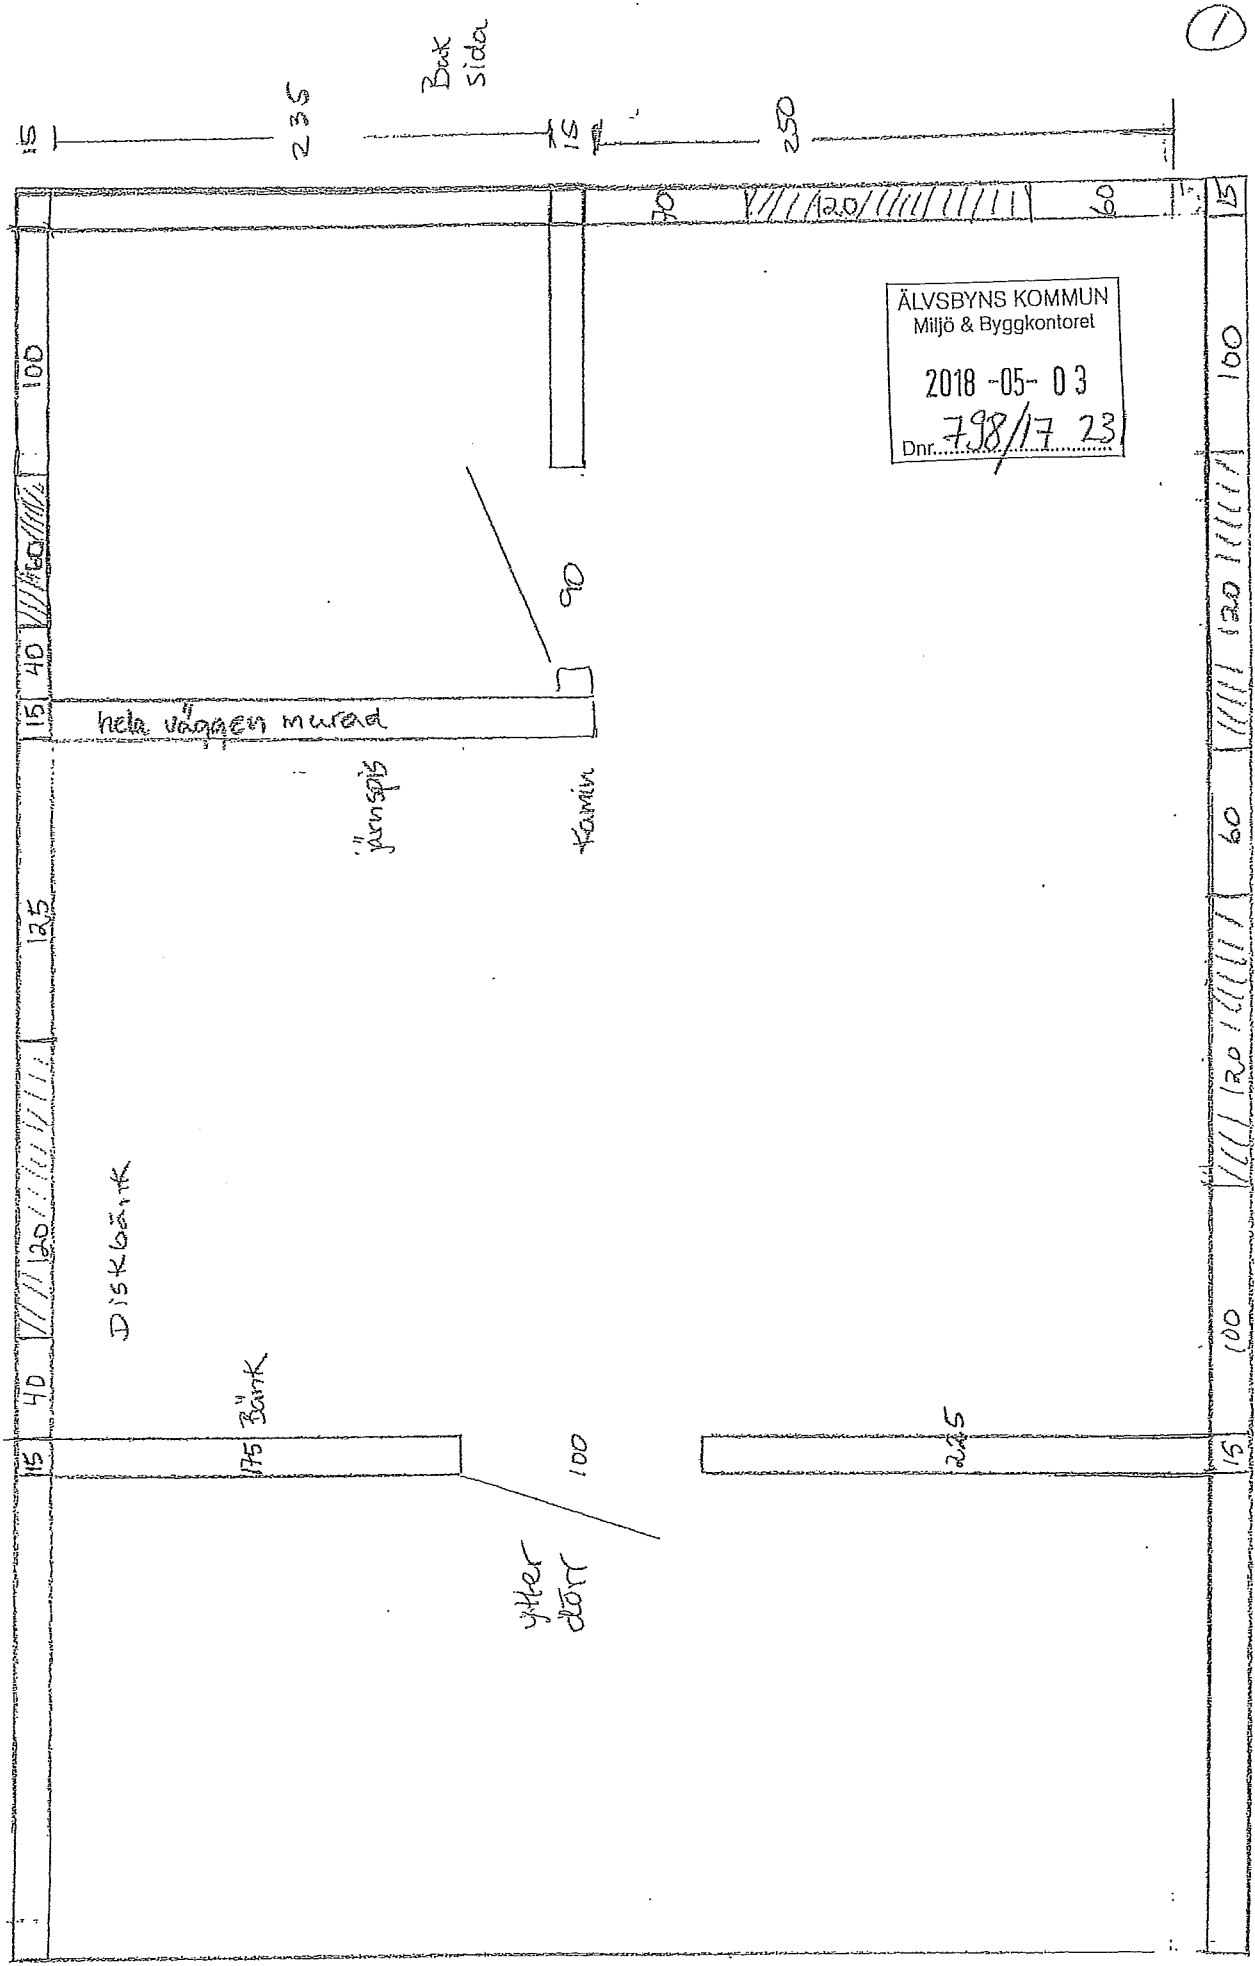 1
15
235
15
250
Bak
sida
15
40
120
125
15
40
60
100
70
120
60
15
100
120
60
120
100
15
ÄLVSBYNS KOMMUN
Miljö & Byggkontoret
2018 -05- 03
Dnr. 798/17 23
hela väggen murad
90
järnspis
Kamin
Diskbänk
175 Bänk
100
225
ytter
dörr